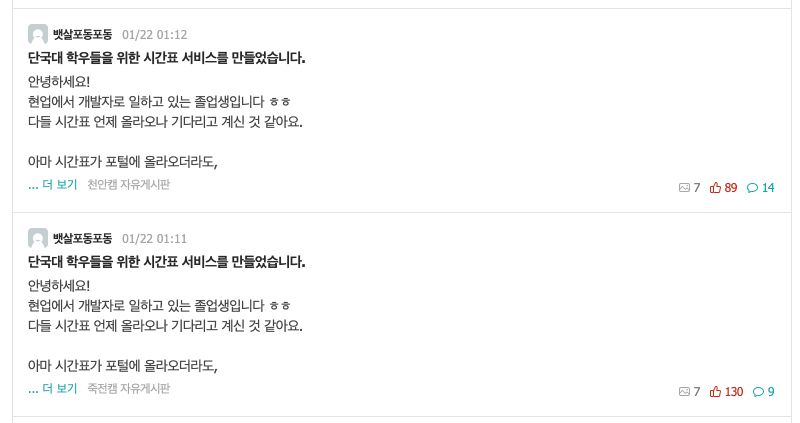 뱃살포동포동 01/22 01:12
단국대 학우들을 위한 시간표 서비스를 만들었습니다.
안녕하세요!
현업에서 개발자로 일하고 있는 졸업생입니다 ㅎㅎ
다들 시간표 언제 올라오나 기다리고 계신 것 같아요.
아마 시간표가 포털에 올라오더라도,
... 더 보기 천안캠 자유게시판
7 89 14
뱃살포동포동 01/22 01:11
단국대 학우들을 위한 시간표 서비스를 만들었습니다.
안녕하세요!
현업에서 개발자로 일하고 있는 졸업생입니다 ㅎㅎ
다들 시간표 언제 올라오나 기다리고 계신 것 같아요.
아마 시간표가 포털에 올라오더라도,
... 더 보기 죽전캠 자유게시판
7 130 9